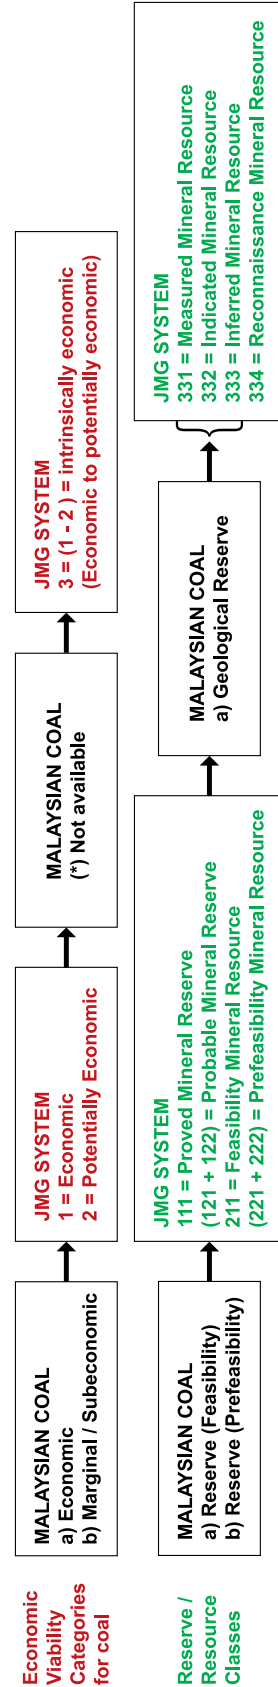 Economic
Viability
Categories
for coal
MALAYSIAN COAL
a) Economic
b) Marginal / Subeconomic
JMG SYSTEM
1 = Economic
2 = Potentially Economic
MALAYSIAN COAL
(*) Not available
JMG SYSTEM
3 = (1 - 2 ) = intrinsically economic
(Economic to potentially economic)
Reserve /
Resource
Classes
MALAYSIAN COAL
a) Reserve (Feasibility)
b) Reserve (Prefeasibility)
JMG SYSTEM
111 = Proved Mineral Reserve
(121 + 122) = Probable Mineral Reserve
211 = Feasibility Mineral Resource
(221 + 222) = Prefeasibility Mineral Resource
MALAYSIAN COAL
a) Geological Reserve
JMG SYSTEM
331 = Measured Mineral Resource
332 = Indicated Mineral Resource
333 = Inferred Mineral Resource
334 = Reconnaissance Mineral Resource